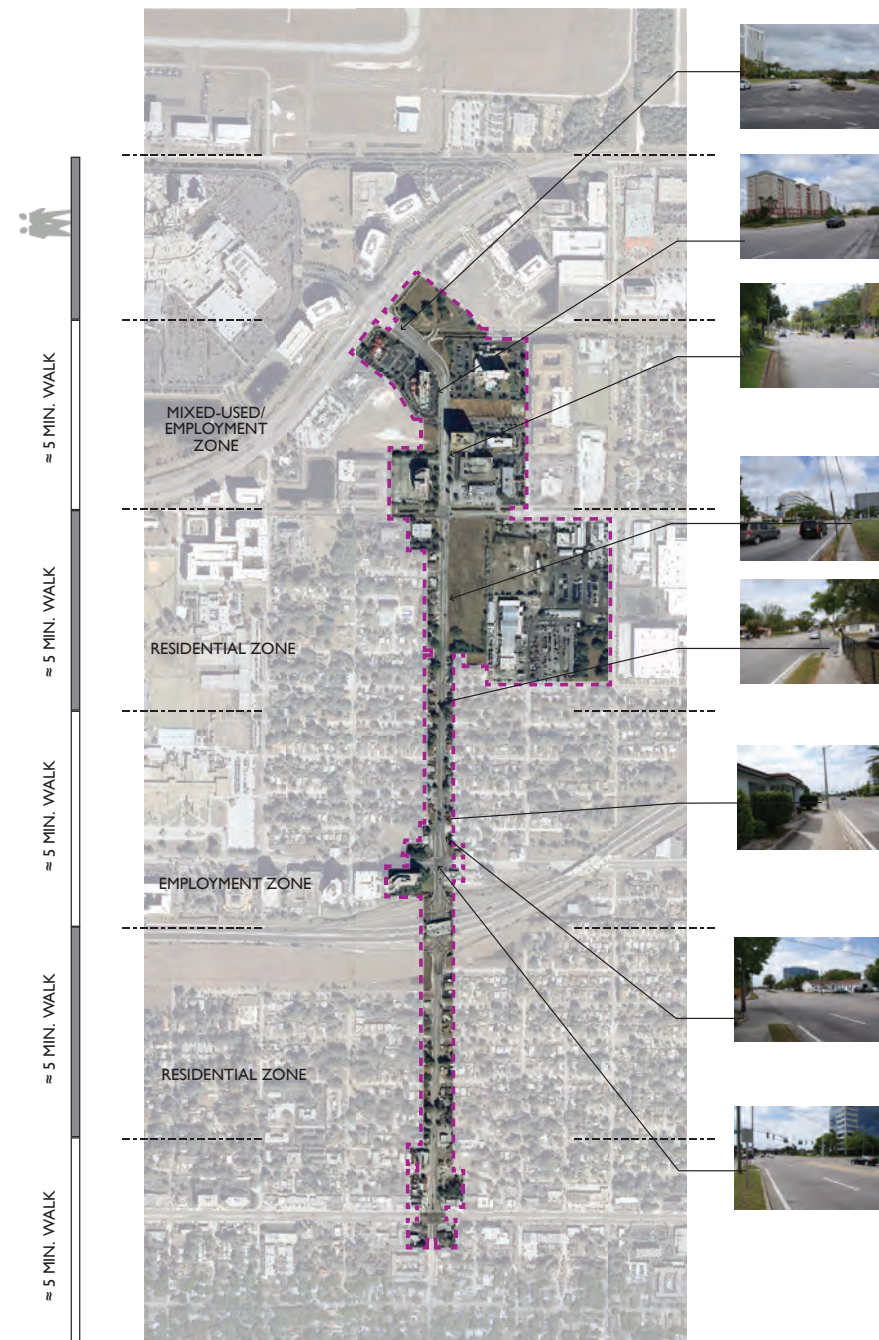 ≈ 5 MIN. WALK
MIXED-USED/
EMPLOYMENT
ZONE
≈ 5 MIN. WALK
RESIDENTIAL ZONE
≈ 5 MIN. WALK
EMPLOYMENT ZONE
≈ 5 MIN. WALK
RESIDENTIAL ZONE
≈ 5 MIN. WALK